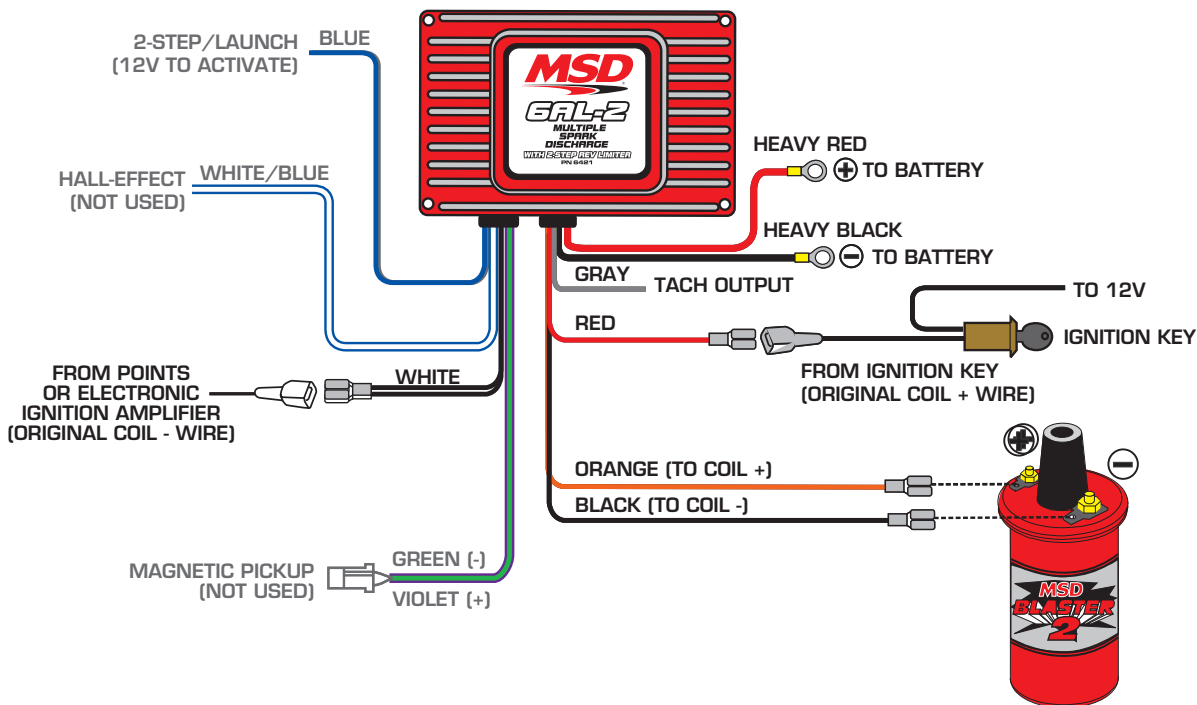 2-STEP/LAUNCH
(12V TO ACTIVATE)
BLUE
MSD
6AL-2
MULTIPLE
SPARK
DISCHARGE
WITH 2-STEP REV LIMITER
PN 6421
HEAVY RED
+ TO BATTERY
HALL-EFFECT
(NOT USED)
WHITE/BLUE
HEAVY BLACK
- TO BATTERY
GRAY
TACH OUTPUT
TO 12V
RED
IGNITION KEY
FROM IGNITION KEY
(ORIGINAL COIL + WIRE)
FROM POINTS
OR ELECTRONIC
IGNITION AMPLIFIER
(ORIGINAL COIL - WIRE)
WHITE
+
-
ORANGE (TO COIL +)
BLACK (TO COIL -)
MAGNETIC PICKUP
(NOT USED)
GREEN (-)
VIOLET (+)
MSD
BLASTER
2